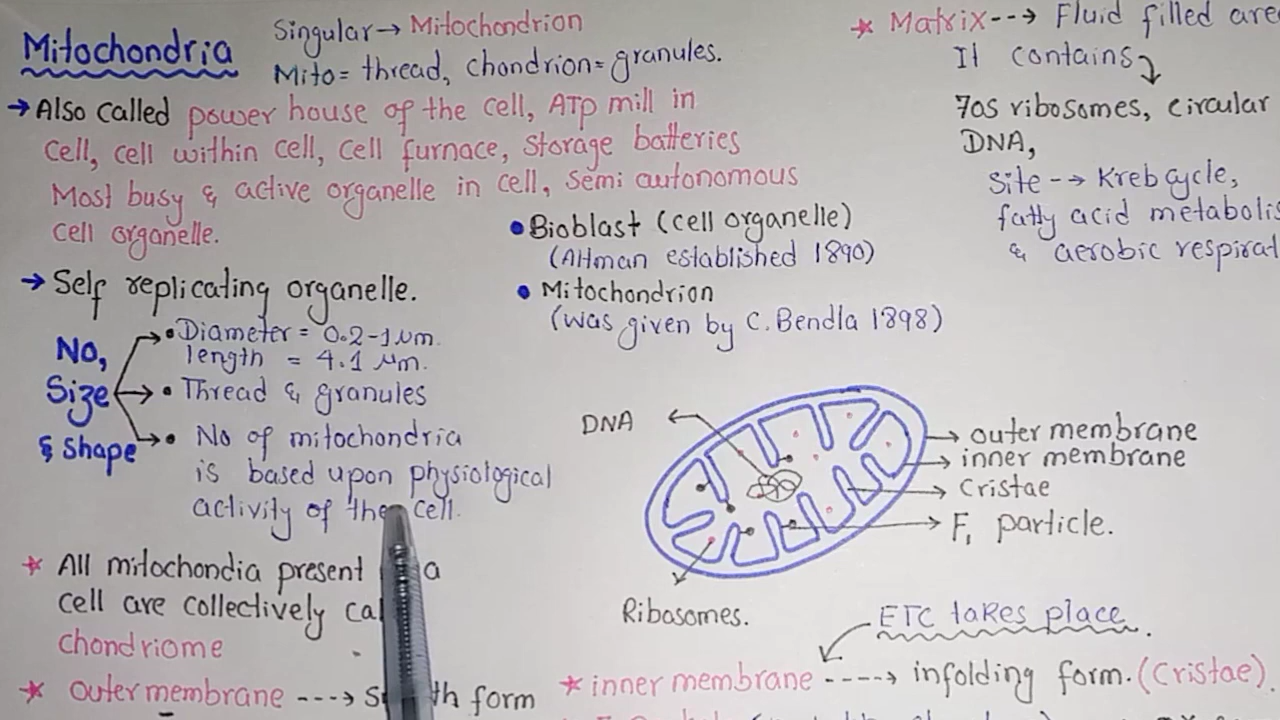 Mitochondria
Singular→ Mitochondrion
Mito= thread, chondrion= granules.
→ Also called power house of the cell, ATP mill in
cell, cell within cell, cell furnace, storage batteries
Most busy & active organelle in cell, semi autonomous
cell organelle.
• Bioblast (cell organelle)
(Altman established 1890)
• Mitochondrion
(was given by C. Bendla 1898)
→ Self replicating organelle.
No,
Size
& Shape
• Diameter = 0.2-1 um.
length = 4.1 μm.
• Thread & granules
• No of mitochondria
is based upon physiological
activity of the cell.
* All mitochondia present a
cell are collectively
chondriome
* outer membrane ----> form
* Matrix---> Fluid filled
It contains
70s ribosomes, circular
DNA,
Site --> Kreb cycle,
fatty acid
& aerobic
DNA
outer membrane
inner membrane
Cristae
F1 particle.
Ribosomes.
ETC takes place.
* inner membrane -----> infolding form. (Cristae).